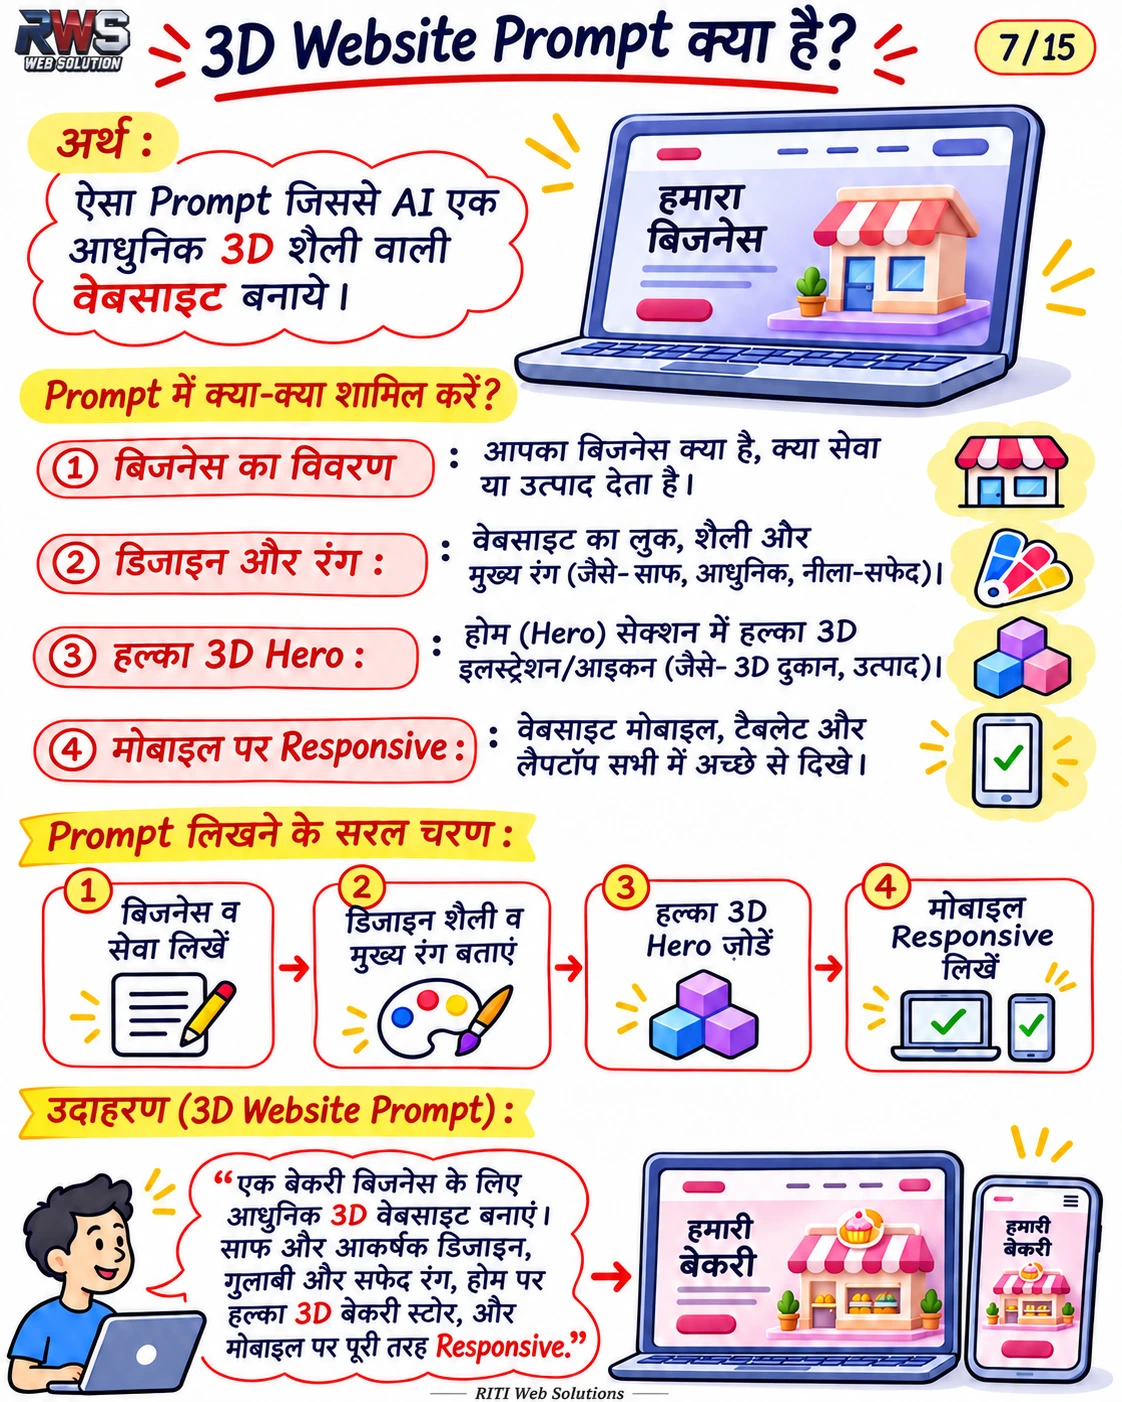 RWS
WEB SOLUTION
3D Website Prompt क्या है?
7/15
अर्थ :
ऐसा Prompt जिससे AI एक
आधुनिक 3D शैली वाली
वेबसाइट बनाये।
हमारा
बिजनेस
Prompt में क्या-क्या शामिल करें?
1 बिजनेस का विवरण : आपका बिजनेस क्या है, क्या सेवा
या उत्पाद देता है।
2 डिजाइन और रंग : : वेबसाइट का लुक, शैली और
मुख्य रंग (जैसे- साफ, आधुनिक, नीला-सफेद)।
3 हल्का 3D Hero : : होम (Hero) सेक्शन में हल्का 3D
इलस्ट्रेशन/आइकन (जैसे- 3D दुकान, उत्पाद)।
4 मोबाइल पर Responsive : : वेबसाइट मोबाइल, टैबलेट और
लैपटॉप सभी में अच्छे से दिखे।
Prompt लिखने के सरल चरण :
1
बिजनेस व
सेवा लिखें
2
डिजाइन शैली व
मुख्य रंग बताएं
3
हल्का 3D
Hero जोडें
4
मोबाइल
Responsive
लिखें
उदाहरण (3D Website Prompt) :
“एक बेकरी बिजनेस के लिए
आधुनिक 3D वेबसाइट बनाएं।
साफ और आकर्षक डिजाइन,
गुलाबी और सफेद रंग, होम पर
हल्का 3D बेकरी स्टोर, और
मोबाइल पर पूरी तरह Responsive.”
हमारी
बेकरी
हमारी
बेकरी
RITI Web Solutions